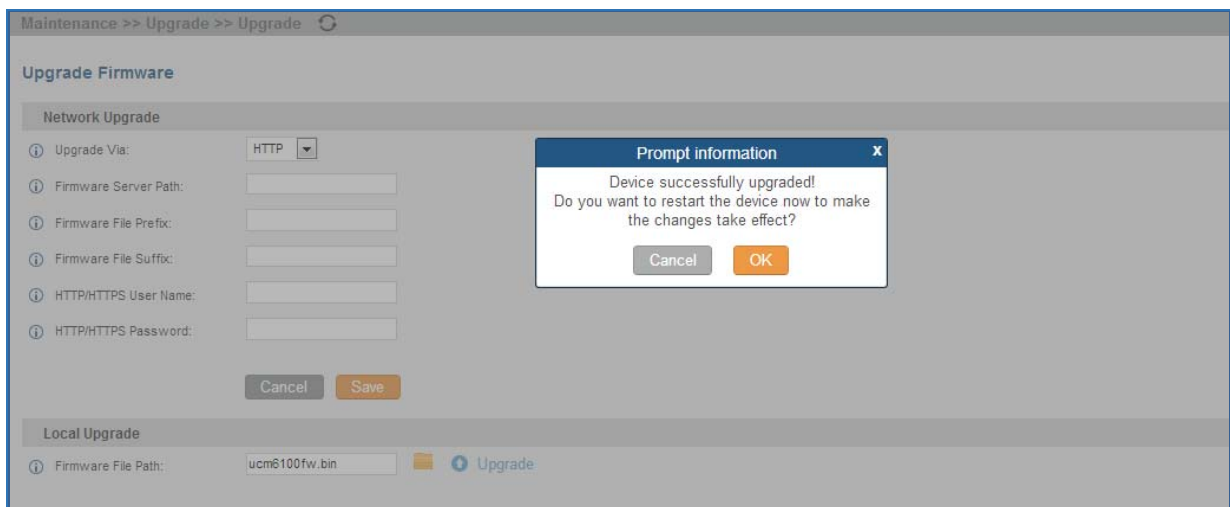 Maintenance >> Upgrade >> Upgrade
Upgrade Firmware
Network Upgrade
Upgrade Via:
HTTP
Firmware Server Path:
Firmware File Prefix:
Firmware File Suffix:
HTTP/HTTPS User Name:
HTTP/HTTPS Password:
Cancel
Save
Local Upgrade
Firmware File Path:
ucm6100fw.bin
Upgrade
Prompt information
X
Device successfully upgraded!
Do you want to restart the device now to make
the changes take effect?
Cancel
OK